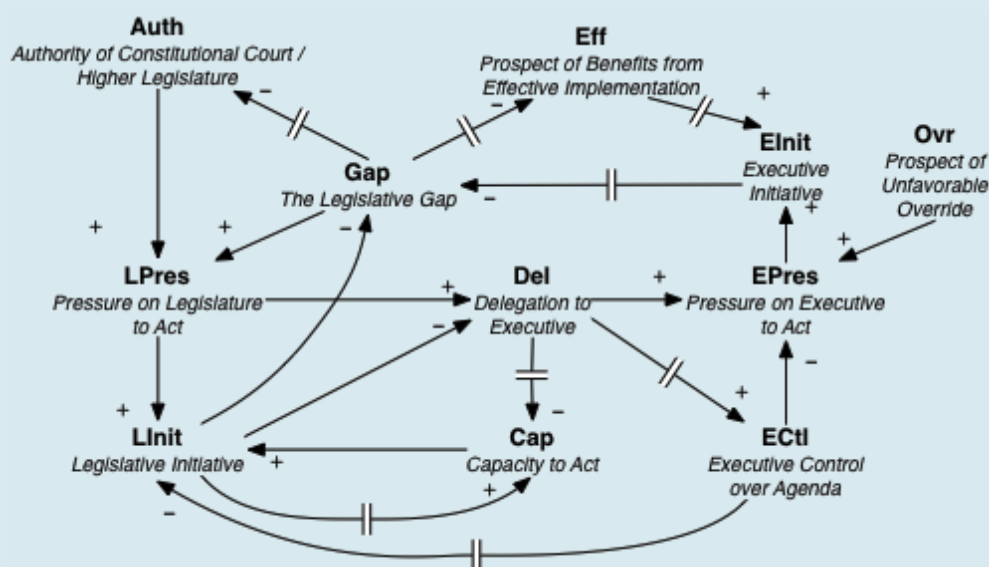 Auth
Authority of Constitutional Court /
Higher Legislature
Eff
Prospect of Benefits from
Effective Implementation
–
–
+
EInit
Executive
Initiative
Ovr
Prospect of
Unfavorable
Override
Gap
The Legislative Gap
–
+
+
+
–
+
LPres
Pressure on Legislature
to Act
+
Del
Delegation to
Executive
+
EPres
Pressure on Executive
to Act
–
–
+
+
–
LInit
Legislative Initiative
+
Cap
Capacity to Act
+
ECtl
Executive Control
over Agenda
–